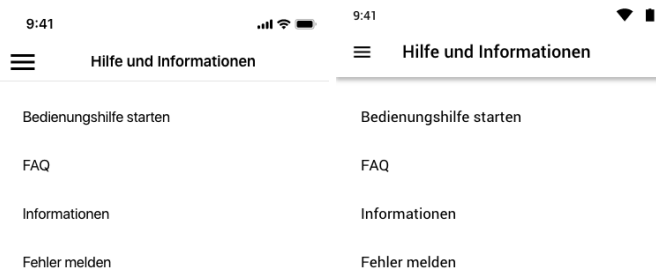 9:41
Hilfe und Informationen
Bedienungshilfe starten
FAQ
Informationen
Fehler melden
9:41
Hilfe und Informationen
Bedienungshilfe starten
FAQ
Informationen
Fehler melden